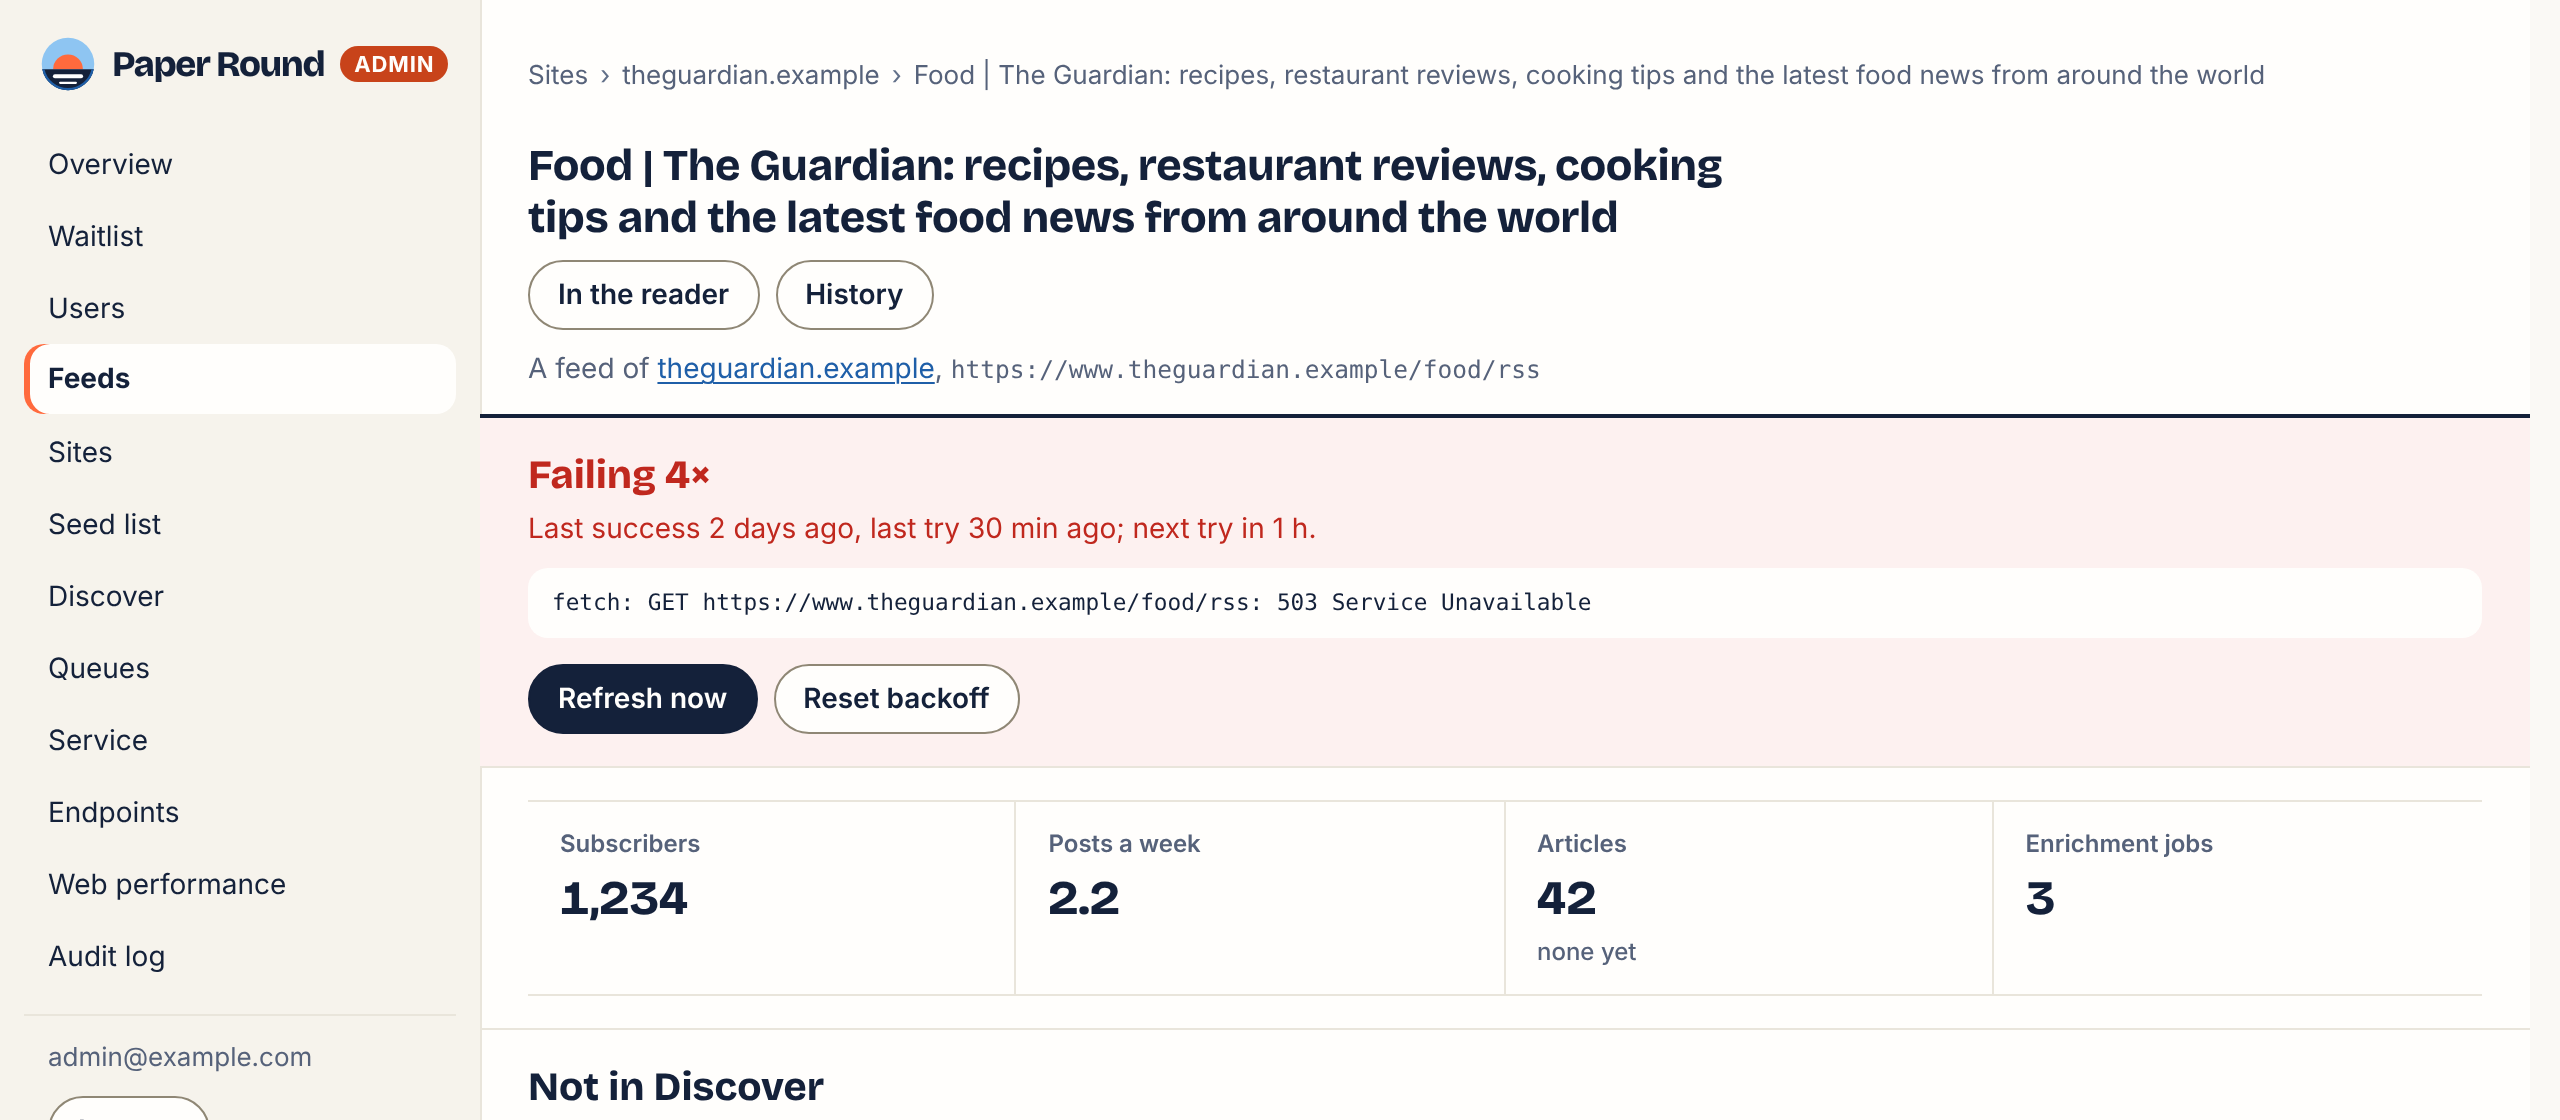 Paper Round ADMIN
Overview
Waitlist
Users
Feeds
Sites
Seed list
Discover
Queues
Service
Endpoints
Web performance
Audit log
admin@example.com
Sites › theguardian.example › Food | The Guardian: recipes, restaurant reviews, cooking tips and the latest food news from around the world
Food | The Guardian: recipes, restaurant reviews, cooking
tips and the latest food news from around the world
In the reader History
A feed of theguardian.example, https://www.theguardian.example/food/rss
Failing 4×
Last success 2 days ago, last try 30 min ago; next try in 1 h.
fetch: GET https://www.theguardian.example/food/rss: 503 Service Unavailable
Refresh now Reset backoff
Subscribers
1,234
Posts a week
2.2
Articles
42
none yet
Enrichment jobs
3
Not in Discover